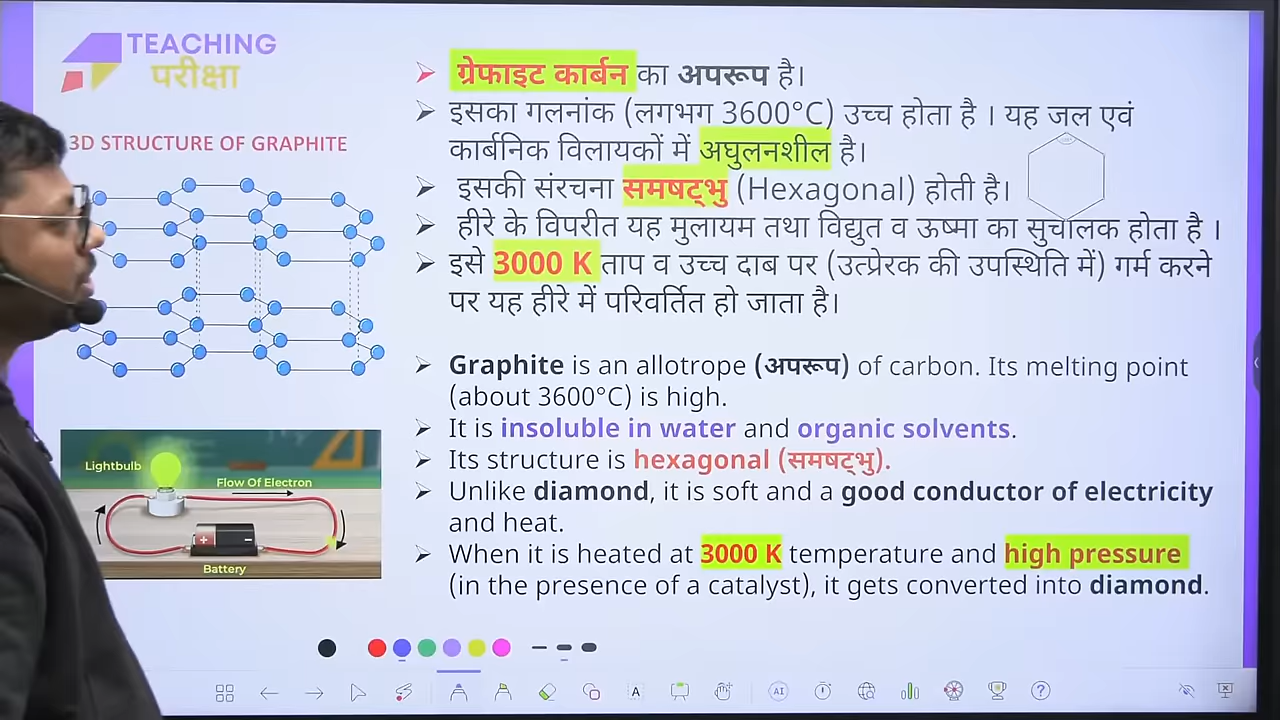 TEACHING
परीक्षा
3D STRUCTURE OF GRAPHITE
➢ ग्रेफाइट कार्बन का अपरूप है।
➢ इसका गलनांक (लगभग 3600°C) उच्च होता है । यह जल एवं
कार्बनिक विलायकों में अघुलनशील है।
➢ इसकी संरचना समषट्भु (Hexagonal) होती है।
➢ हीरे के विपरीत यह मुलायम तथा विद्युत व ऊष्मा का सुचालक होता है ।
➢ इसे 3000 K ताप व उच्च दाब पर (उत्प्रेरक की उपस्थिति में) गर्म करने
पर यह हीरे में परिवर्तित हो जाता है।
➢ Graphite is an allotrope (अपरूप) of carbon. Its melting point
(about 3600°C) is high.
➢ It is insoluble in water and organic solvents.
➢ Its structure is hexagonal (समषट्भु).
➢ Unlike diamond, it is soft and a good conductor of electricity
and heat.
➢ When it is heated at 3000 K temperature and high pressure
(in the presence of a catalyst), it gets converted into diamond.
Lightbulb
Flow Of Electron
+
−
Battery
A
AI
?